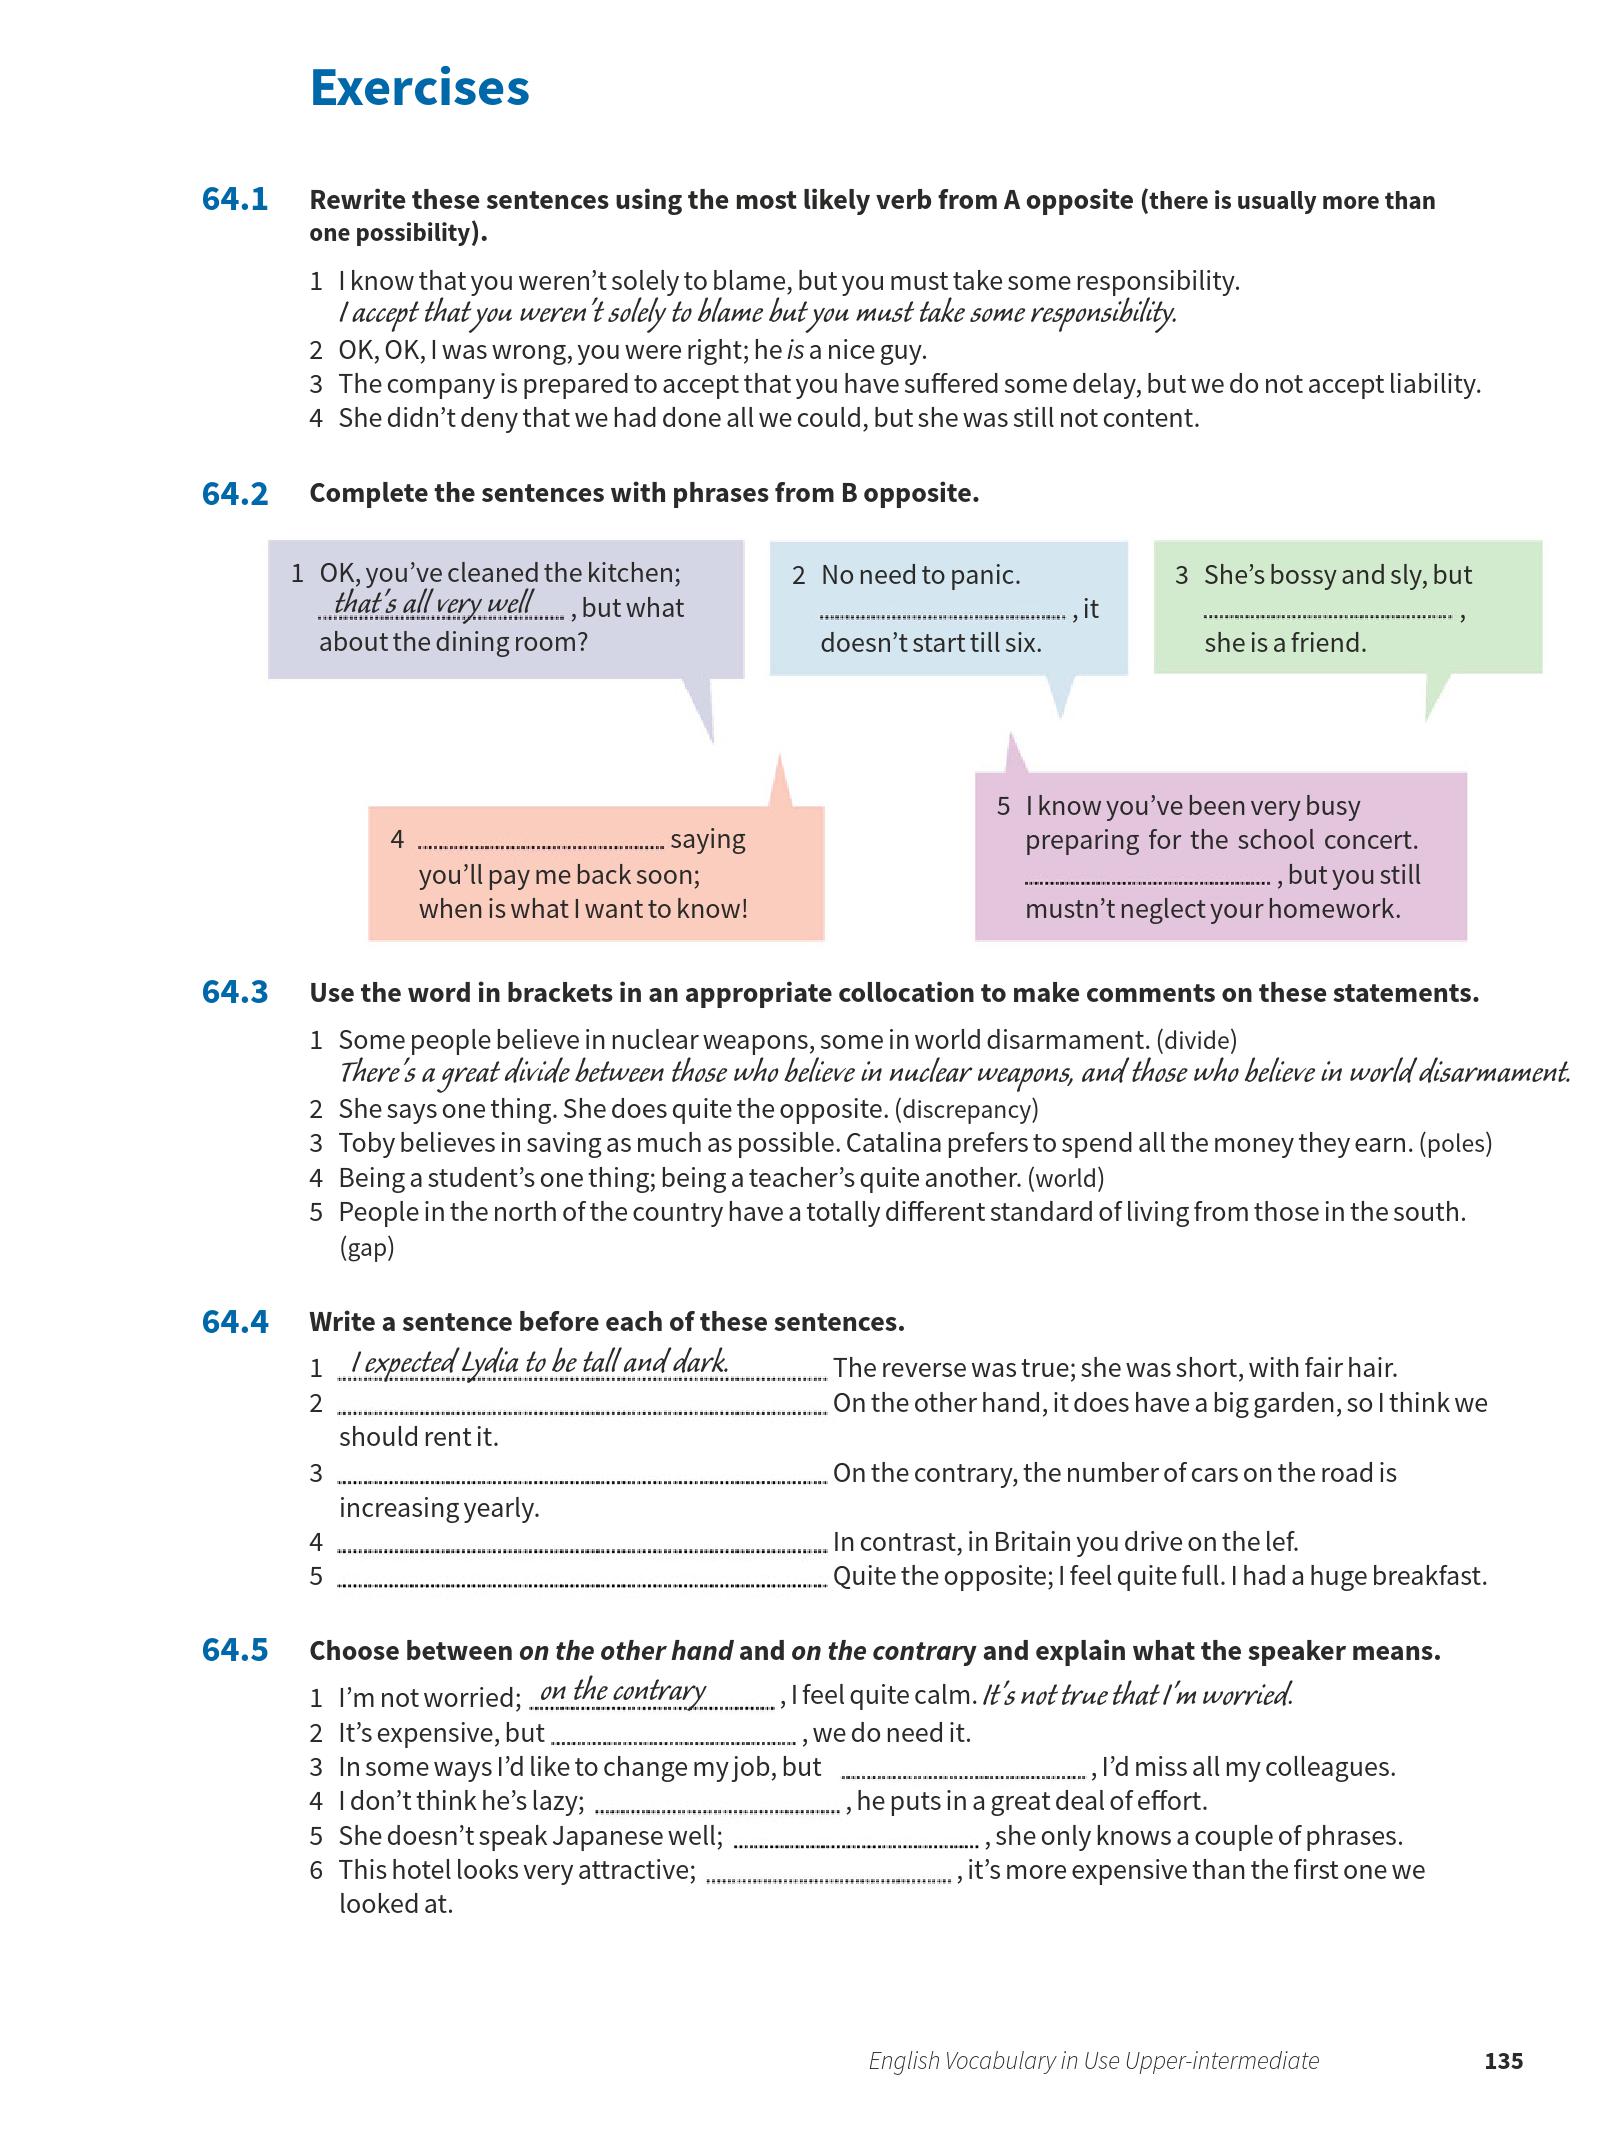 Exercises
64.1 Rewrite these sentences using the most likely verb from A opposite (there is usually more than
one possibility).
1 I know that you weren't solely to blame, but you must take some responsibility.
I accept that you weren't solely to blame but you must take some responsibility.
2 OK, OK, I was wrong, you were right; he is a nice guy.
3 The company is prepared to accept that you have suffered some delay, but we do not accept liability.
4 She didn't deny that we had done all we could, but she was still not content.
64.2 Complete the sentences with phrases from B opposite.
1 OK, you've cleaned the kitchen;
that's all very well , but what
about the dining room?
2 No need to panic.
, it
doesn't start till six.
3 She's bossy and sly, but
,
she is a friend.
4 saying
you'll pay me back soon;
when is what I want to know!
5 I know you've been very busy
preparing for the school concert.
, but you still
mustn't neglect your homework.
64.3 Use the word in brackets in an appropriate collocation to make comments on these statements.
1 Some people believe in nuclear weapons, some in world disarmament. (divide)
There's a great divide between those who believe in nuclear weapons, and those who believe in world disarmament.
2 She says one thing. She does quite the opposite. (discrepancy)
3 Toby believes in saving as much as possible. Catalina prefers to spend all the money they earn. (poles)
4 Being a student's one thing; being a teacher's quite another. (world)
5 People in the north of the country have a totally different standard of living from those in the south.
(gap)
64.4 Write a sentence before each of these sentences.
1 I expected Lydia to be tall and dark. The reverse was true; she was short, with fair hair.
2 On the other hand, it does have a big garden, so I think we
should rent it.
3 On the contrary, the number of cars on the road is
increasing yearly.
4 In contrast, in Britain you drive on the lef.
5 Quite the opposite; I feel quite full. I had a huge breakfast.
64.5 Choose between on the other hand and on the contrary and explain what the speaker means.
1 I'm not worried; on the contrary , I feel quite calm. It's not true that I'm worried.
2 It's expensive, but , we do need it.
3 In some ways I'd like to change my job, but , I'd miss all my colleagues.
4 I don't think he's lazy; , he puts in a great deal of effort.
5 She doesn't speak Japanese well; , she only knows a couple of phrases.
6 This hotel looks very attractive; , it's more expensive than the first one we
looked at.
English Vocabulary in Use Upper-intermediate 135